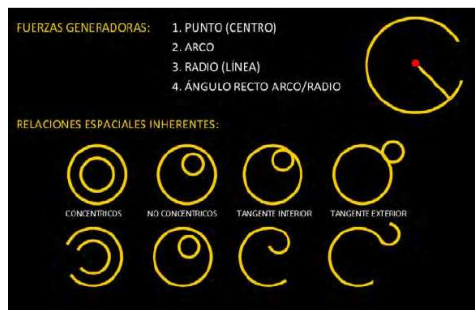 FUERZAS GENERADORAS:
1. PUNTO (CENTRO)
2. ARCO
3. RADIO (LÍNEA)
4. ÁNGULO RECTO ARCO/RADIO
RELACIONES ESPACIALES INHERENTES:
CONCENTRICOS NO CONCENTRICOS TANGENTE INTERIOR TANGENTE EXTERIOR